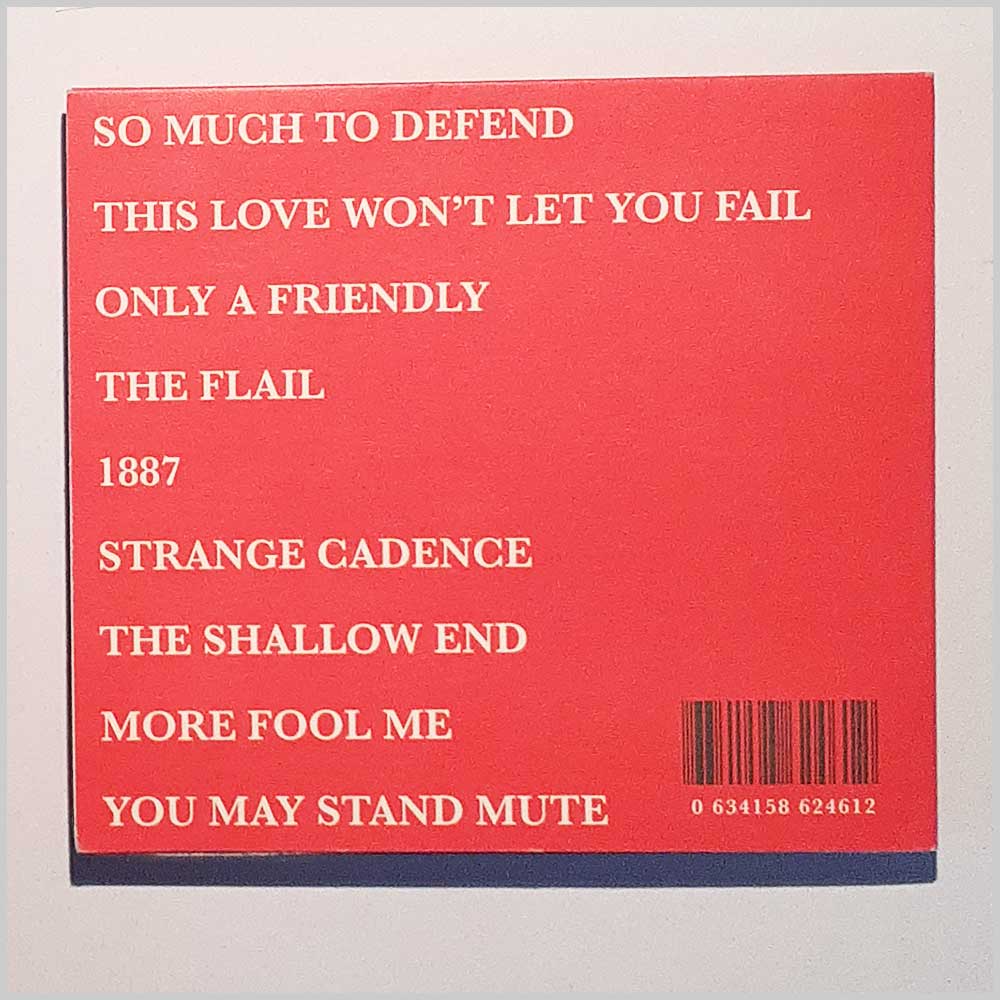 SO MUCH TO DEFEND
THIS LOVE WON'T LET YOU FAIL
ONLY A FRIENDLY
THE FLAIL
1887
STRANGE CADENCE
THE SHALLOW END
MORE FOOL ME
YOU MAY STAND MUTE
0 634158 624612